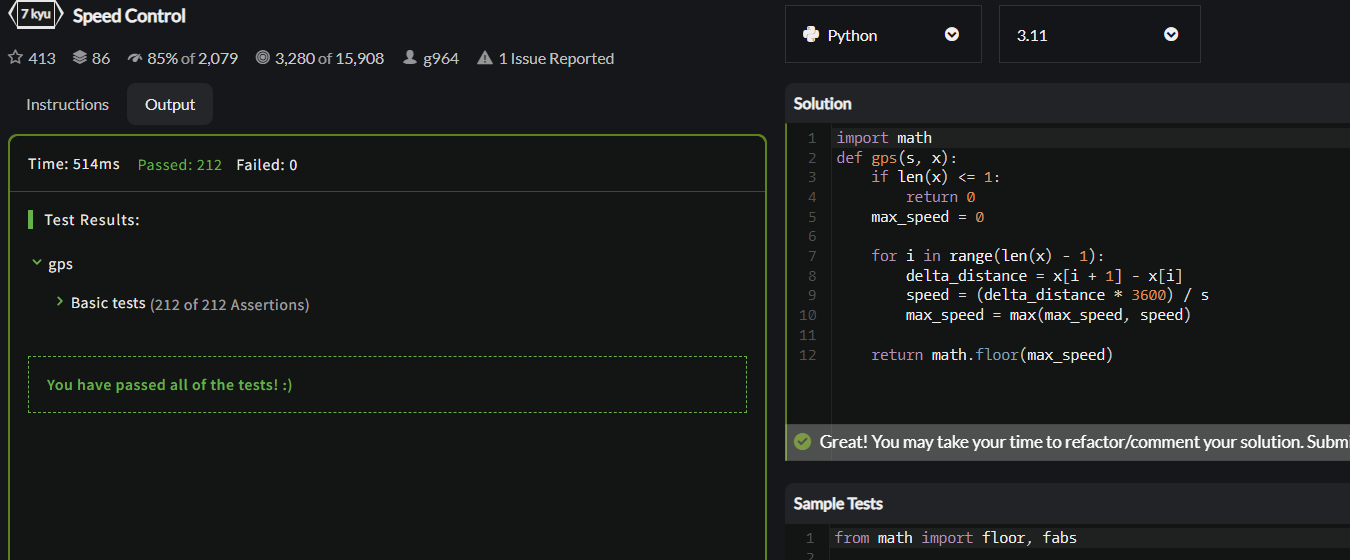 7 kyu Speed Control
413 86 85% of 2,079 3,280 of 15,908 g964 1 Issue Reported
Instructions Output
Time: 514ms Passed: 212 Failed: 0
Test Results:
gps
Basic tests (212 of 212 Assertions)
You have passed all of the tests! :)
Python 3.11
Solution
1 import math
2 def gps(s, x):
3     if len(x) <= 1:
4         return 0
5     max_speed = 0
6
7     for i in range(len(x) - 1):
8         delta_distance = x[i + 1] - x[i]
9         speed = (delta_distance * 3600) / s
10         max_speed = max(max_speed, speed)
11
12     return math.floor(max_speed)
Great! You may take your time to refactor/comment your solution. Submi
Sample Tests
1 from math import floor, fabs
2